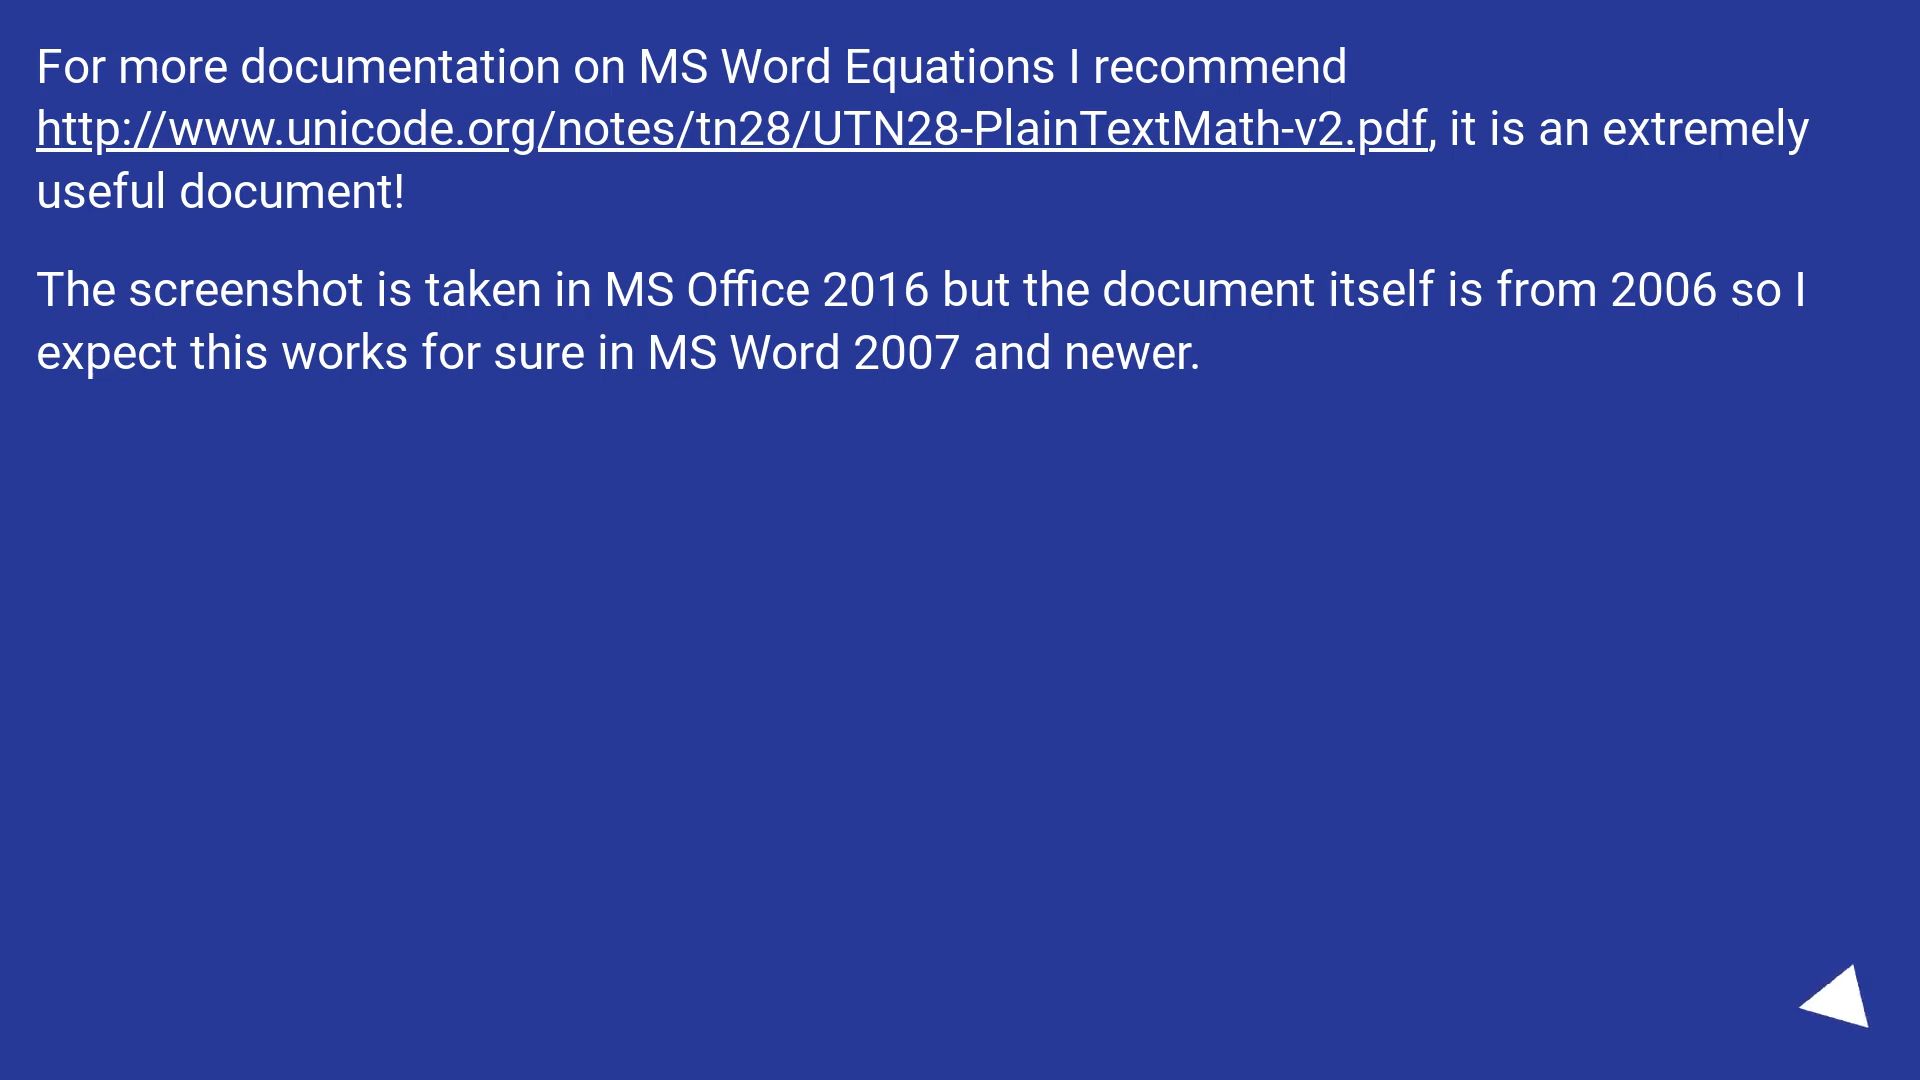 For more documentation on MS Word Equations I recommend
http://www.unicode.org/notes/tn28/UTN28-PlainTextMath-v2.pdf, it is an extremely
useful document!
The screenshot is taken in MS Office 2016 but the document itself is from 2006 so I
expect this works for sure in MS Word 2007 and newer.